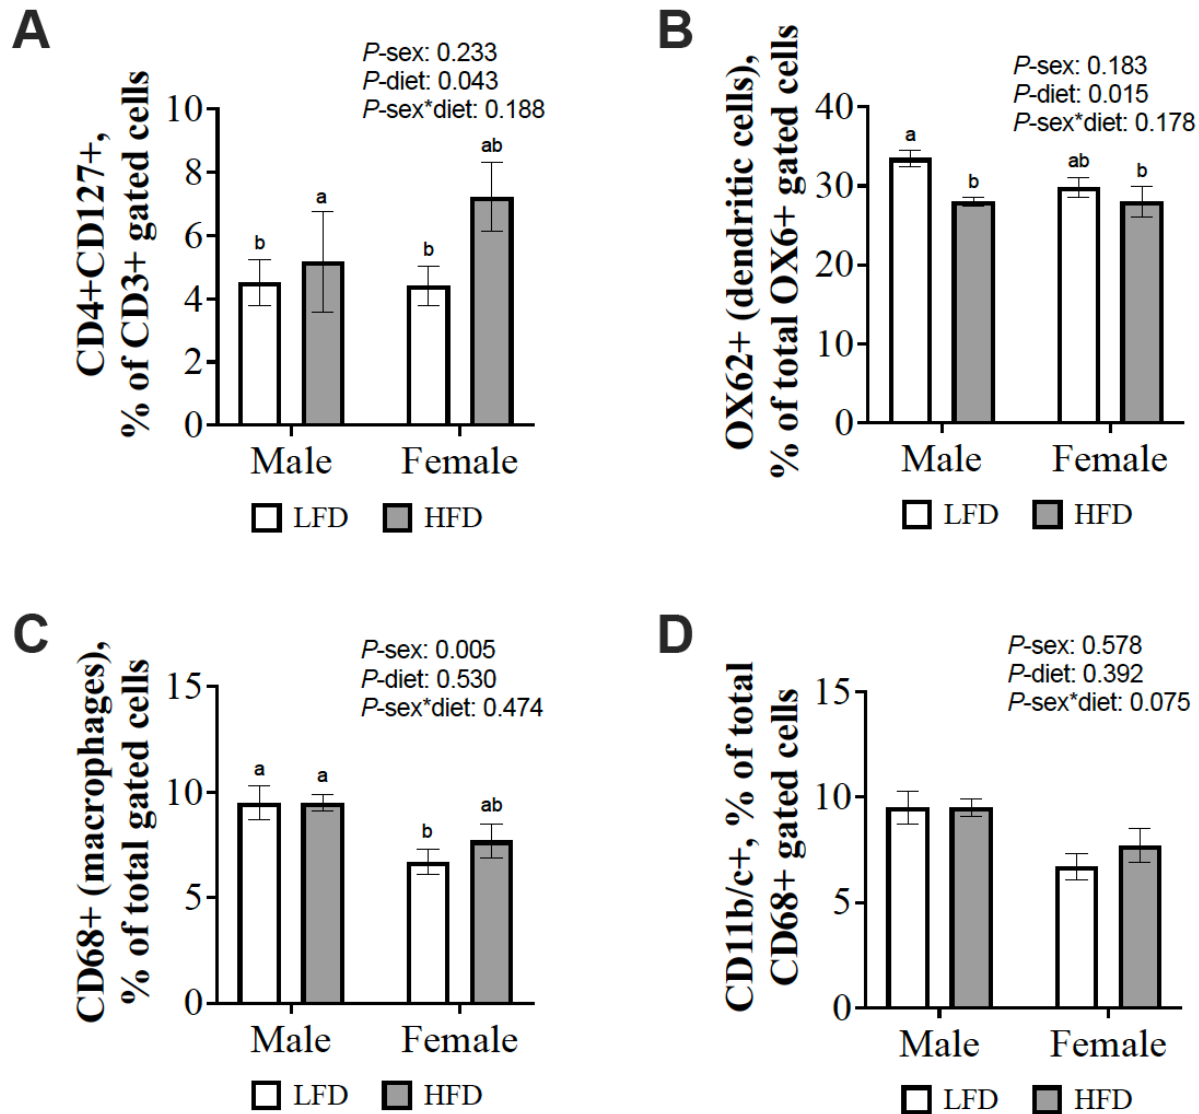 A
P-sex: 0.233
P-diet: 0.043
P-sex*diet: 0.188
CD4+CD127+,
% of CD3+ gated cells
10
8
6
4
2
0
b
a
b
ab
Male
Female
LFD
HFD
B
P-sex: 0.183
P-diet: 0.015
P-sex*diet: 0.178
OX62+ (dendritic cells),
% of total OX6+ gated cells
40
30
20
10
0
a
b
ab
b
Male
Female
LFD
HFD
C
P-sex: 0.005
P-diet: 0.530
P-sex*diet: 0.474
CD68+ (macrophages),
% of total gated cells
15
10
5
0
a
a
b
ab
Male
Female
LFD
HFD
D
P-sex: 0.578
P-diet: 0.392
P-sex*diet: 0.075
CD11b/c+, % of total
CD68+ gated cells
15
10
5
0
Male
Female
LFD
HFD